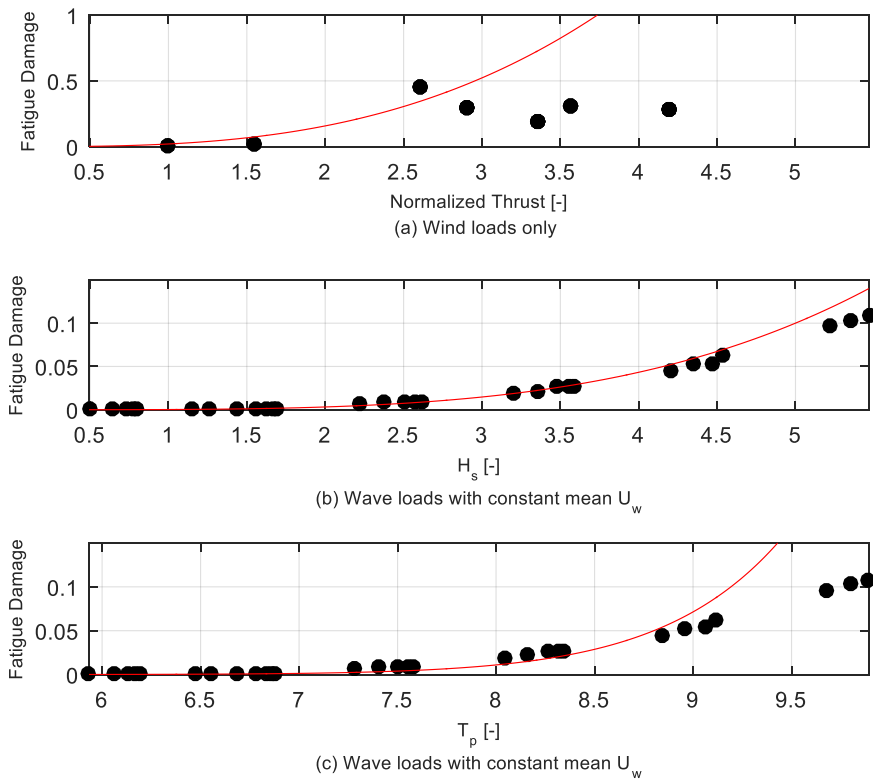 Fatigue Damage
1
0.5
0
0.5 1 1.5 2 2.5 3 3.5 4 4.5 5
Normalized Thrust [-]
(a) Wind loads only
Fatigue Damage
0.1
0.05
0
0.5 1 1.5 2 2.5 3 3.5 4 4.5 5
H_s [-]
(b) Wave loads with constant mean U_w
Fatigue Damage
0.1
0.05
0
6 6.5 7 7.5 8 8.5 9 9.5
T_p [-]
(c) Wave loads with constant mean U_w